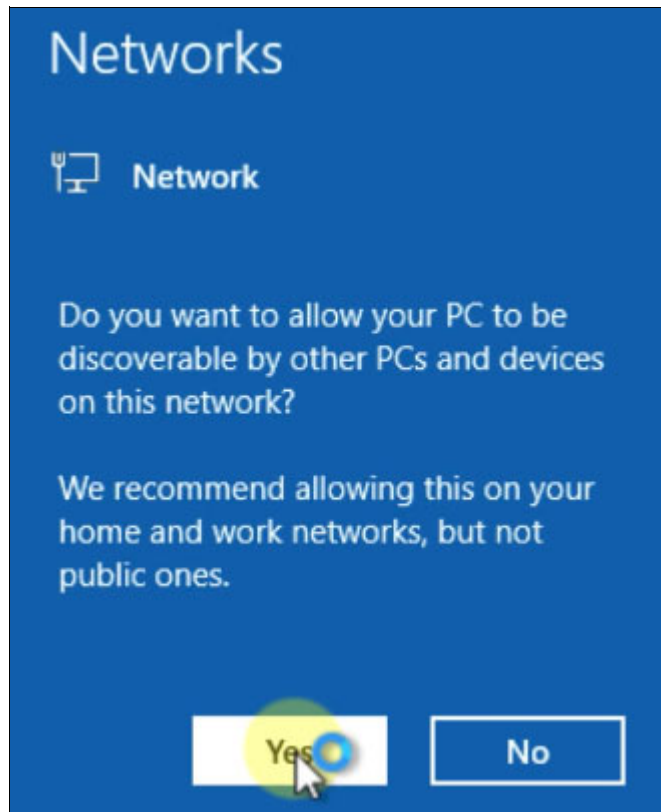 Networks
Network
Do you want to allow your PC to be
discoverable by other PCs and devices
on this network?
We recommend allowing this on your
home and work networks, but not
public ones.
Yes
No